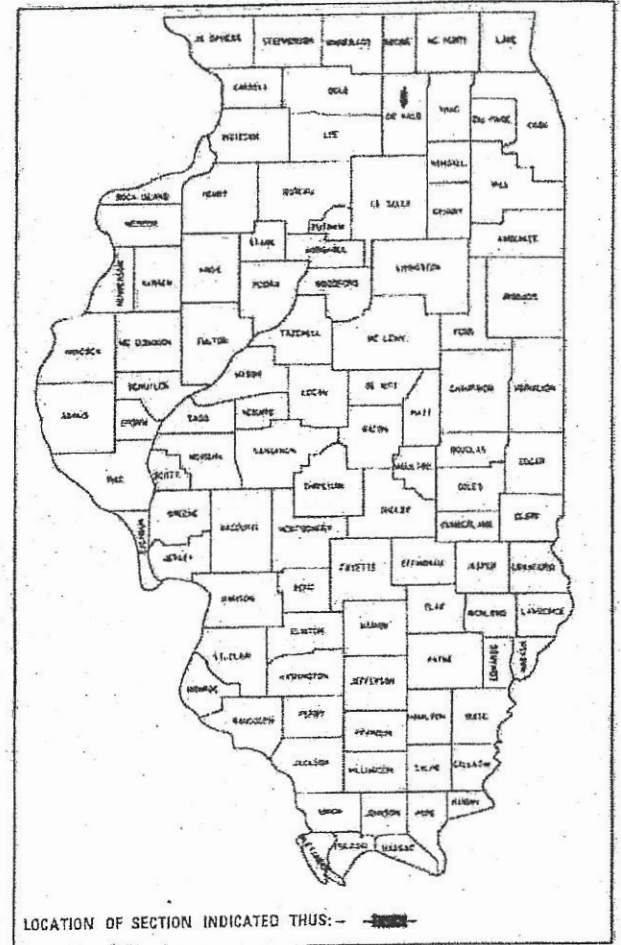 JO DAVIESS STEPHENSON WINNEBAGO BOONE MC HENRY LAKE
CARROLL OGLE DE KALB KANE DU PAGE COOK
WHITESIDE LEE
KENDALL WILL
ROCK ISLAND HENRY BUREAU LA SALLE GRUNDY
MERCER PUTNAM
STARK KANKAKEE
HENDERSON WARREN KNOX MARSHALL LIVINGSTON
PEORIA WOODFORD IROQUOIS
TAZEWELL MC LEAN FORD
HANCOCK MC DONOUGH FULTON
MASON
SCHUYLER LOGAN DE WITT CHAMPAIGN VERMILION
ADAMS BROWN CASS MENARD PIATT
MACON
MORGAN SANGAMON DOUGLAS
PIKE SCOTT MOULTRIE EDGAR
CHRISTIAN COLES
GREENE SHELBY
CALHOUN MACOUPIN MONTGOMERY CUMBERLAND CLARK
JERSEY
FAYETTE EFFINGHAM JASPER CRAWFORD
MADISON BOND
CLAY RICHLAND LAWRENCE
CLINTON MARION
ST. CLAIR WAYNE EDWARDS WABASH
MONROE WASHINGTON JEFFERSON
RANDOLPH PERRY HAMILTON WHITE
FRANKLIN
JACKSON WILLIAMSON SALINE GALLATIN
UNION JOHNSON POPE HARDIN
ALEXANDER PULASKI MASSAC
LOCATION OF SECTION INDICATED THUS:-